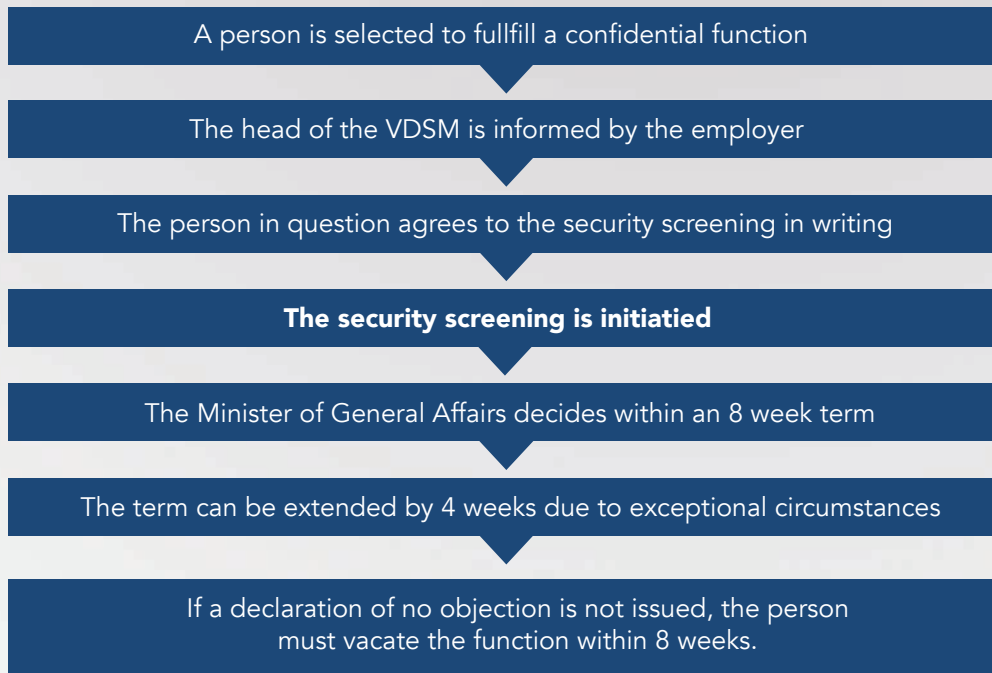 A person is selected to fullfill a confidential function
The head of the VDSM is informed by the employer
The person in question agrees to the security screening in writing
The security screening is initiatied
The Minister of General Affairs decides within an 8 week term
The term can be extended by 4 weeks due to exceptional circumstances
If a declaration of no objection is not issued, the person
must vacate the function within 8 weeks.